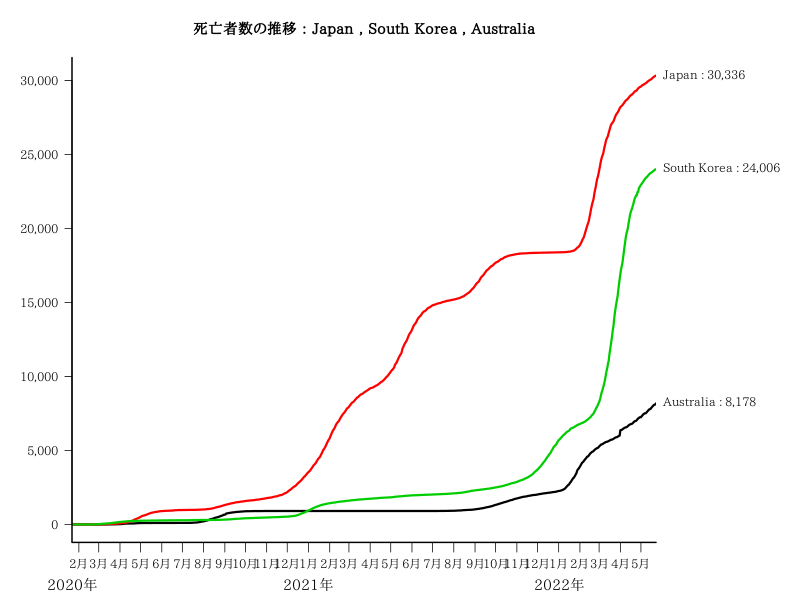 死亡者数の推移 : Japan , South Korea , Australia
30,000
25,000
20,000
15,000
10,000
5,000
0
Japan : 30,336
South Korea : 24,006
Australia : 8,178
2月 3月 4月 5月 6月 7月 8月 9月 10月 11月 12月 1月 2月 3月 4月 5月 6月 7月 8月 9月 10月 11月 12月 1月 2月 3月 4月 5月
2020年 2021年 2022年